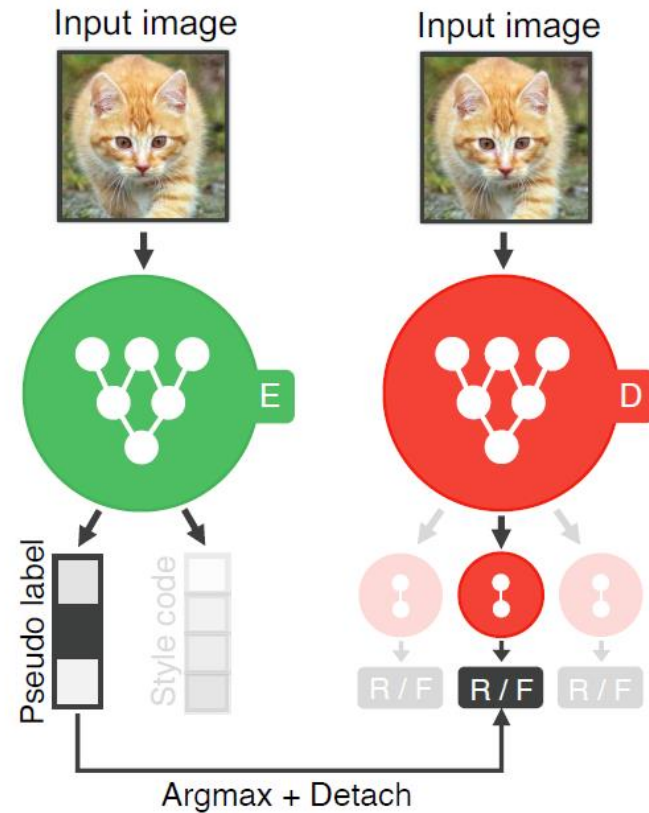 Input image
Input image
E
D
Pseudo label
Style code
R / F
R / F
R / F
Argmax + Detach